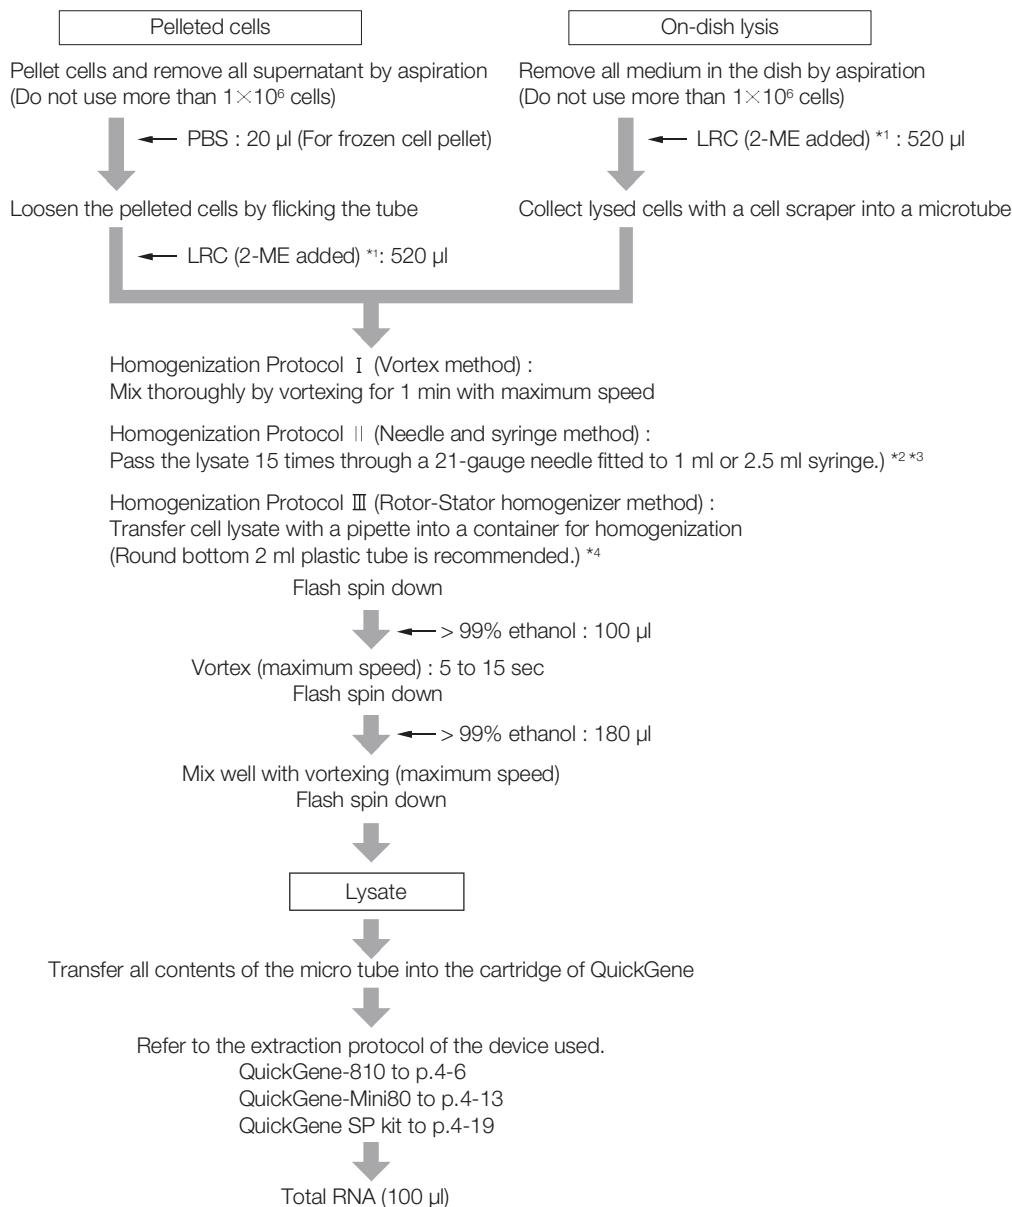 Pelleted cells
Pellet cells and remove all supernatant by aspiration
(Do not use more than 1×10⁶ cells)
PBS : 20 µl (For frozen cell pellet)
Loosen the pelleted cells by flicking the tube
LRC (2-ME added) *1: 520 µl
On-dish lysis
Remove all medium in the dish by aspiration
(Do not use more than 1×10⁶ cells)
LRC (2-ME added) *1 : 520 µl
Collect lysed cells with a cell scraper into a microtube
Homogenization Protocol Ⅰ (Vortex method) :
Mix thoroughly by vortexing for 1 min with maximum speed
Homogenization Protocol Ⅱ (Needle and syringe method) :
Pass the lysate 15 times through a 21-gauge needle fitted to 1 ml or 2.5 ml syringe.) *2 *3
Homogenization Protocol Ⅲ (Rotor-Stator homogenizer method) :
Transfer cell lysate with a pipette into a container for homogenization
(Round bottom 2 ml plastic tube is recommended.) *4
Flash spin down
> 99% ethanol : 100 µl
Vortex (maximum speed) : 5 to 15 sec
Flash spin down
> 99% ethanol : 180 µl
Mix well with vortexing (maximum speed)
Flash spin down
Lysate
Transfer all contents of the micro tube into the cartridge of QuickGene
Refer to the extraction protocol of the device used.
QuickGene-810 to p.4-6
QuickGene-Mini80 to p.4-13
QuickGene SP kit to p.4-19
Total RNA (100 µl)